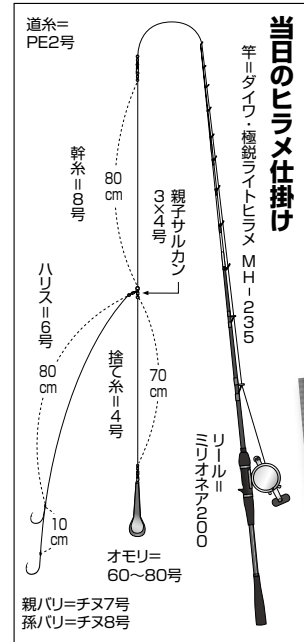 当日のヒラメ仕掛け
竿＝ダイワ・極鋭ライトヒラメ MH－235
道糸＝
PE2号
幹糸＝8号
80
cm
親子サルカン
3×4号
ハリス＝6号
80
cm
捨て糸＝4号
70
cm
リール＝
ミリオネア200
10
cm
オモリ＝
60〜80号
親バリ＝チヌ7号
孫バリ＝チヌ8号